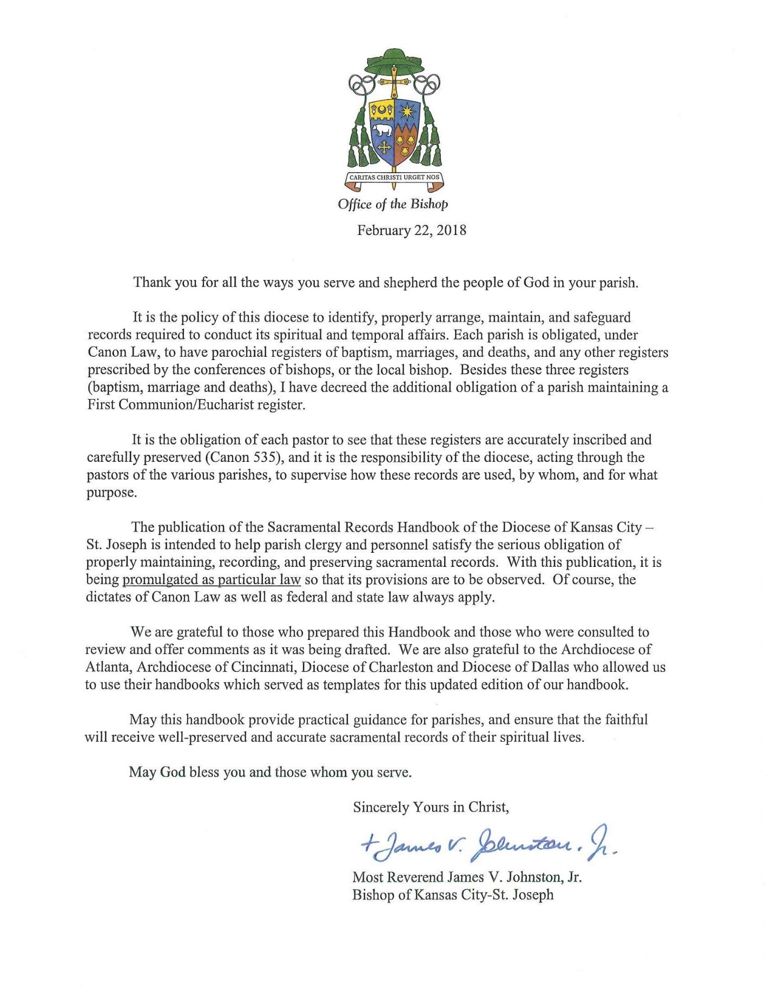 CARITAS CHRISTI URGET NOS
Office of the Bishop
February 22, 2018
Thank you for all the ways you serve and shepherd the people of God in your parish.
It is the policy of this diocese to identify, properly arrange, maintain, and safeguard
records required to conduct its spiritual and temporal affairs. Each parish is obligated, under
Canon Law, to have parochial registers of baptism, marriages, and deaths, and any other registers
prescribed by the conferences of bishops, or the local bishop.  Besides these three registers
(baptism, marriage and deaths), I have decreed the additional obligation of a parish maintaining a
First Communion/Eucharist register.
It is the obligation of each pastor to see that these registers are accurately inscribed and
carefully preserved (Canon 535), and it is the responsibility of the diocese, acting through the
pastors of the various parishes, to supervise how these records are used, by whom, and for what
purpose.
The publication of the Sacramental Records Handbook of the Diocese of Kansas City –
St. Joseph is intended to help parish clergy and personnel satisfy the serious obligation of
properly maintaining, recording, and preserving sacramental records.  With this publication, it is
being promulgated as particular law so that its provisions are to be observed.  Of course, the
dictates of Canon Law as well as federal and state law always apply.
We are grateful to those who prepared this Handbook and those who were consulted to
review and offer comments as it was being drafted.  We are also grateful to the Archdiocese of
Atlanta, Archdiocese of Cincinnati, Diocese of Charleston and Diocese of Dallas who allowed us
to use their handbooks which served as templates for this updated edition of our handbook.
May this handbook provide practical guidance for parishes, and ensure that the faithful
will receive well-preserved and accurate sacramental records of their spiritual lives.
May God bless you and those whom you serve.
Sincerely Yours in Christ,
+ James V. Johnston, Jr.
Most Reverend James V. Johnston, Jr.
Bishop of Kansas City-St. Joseph